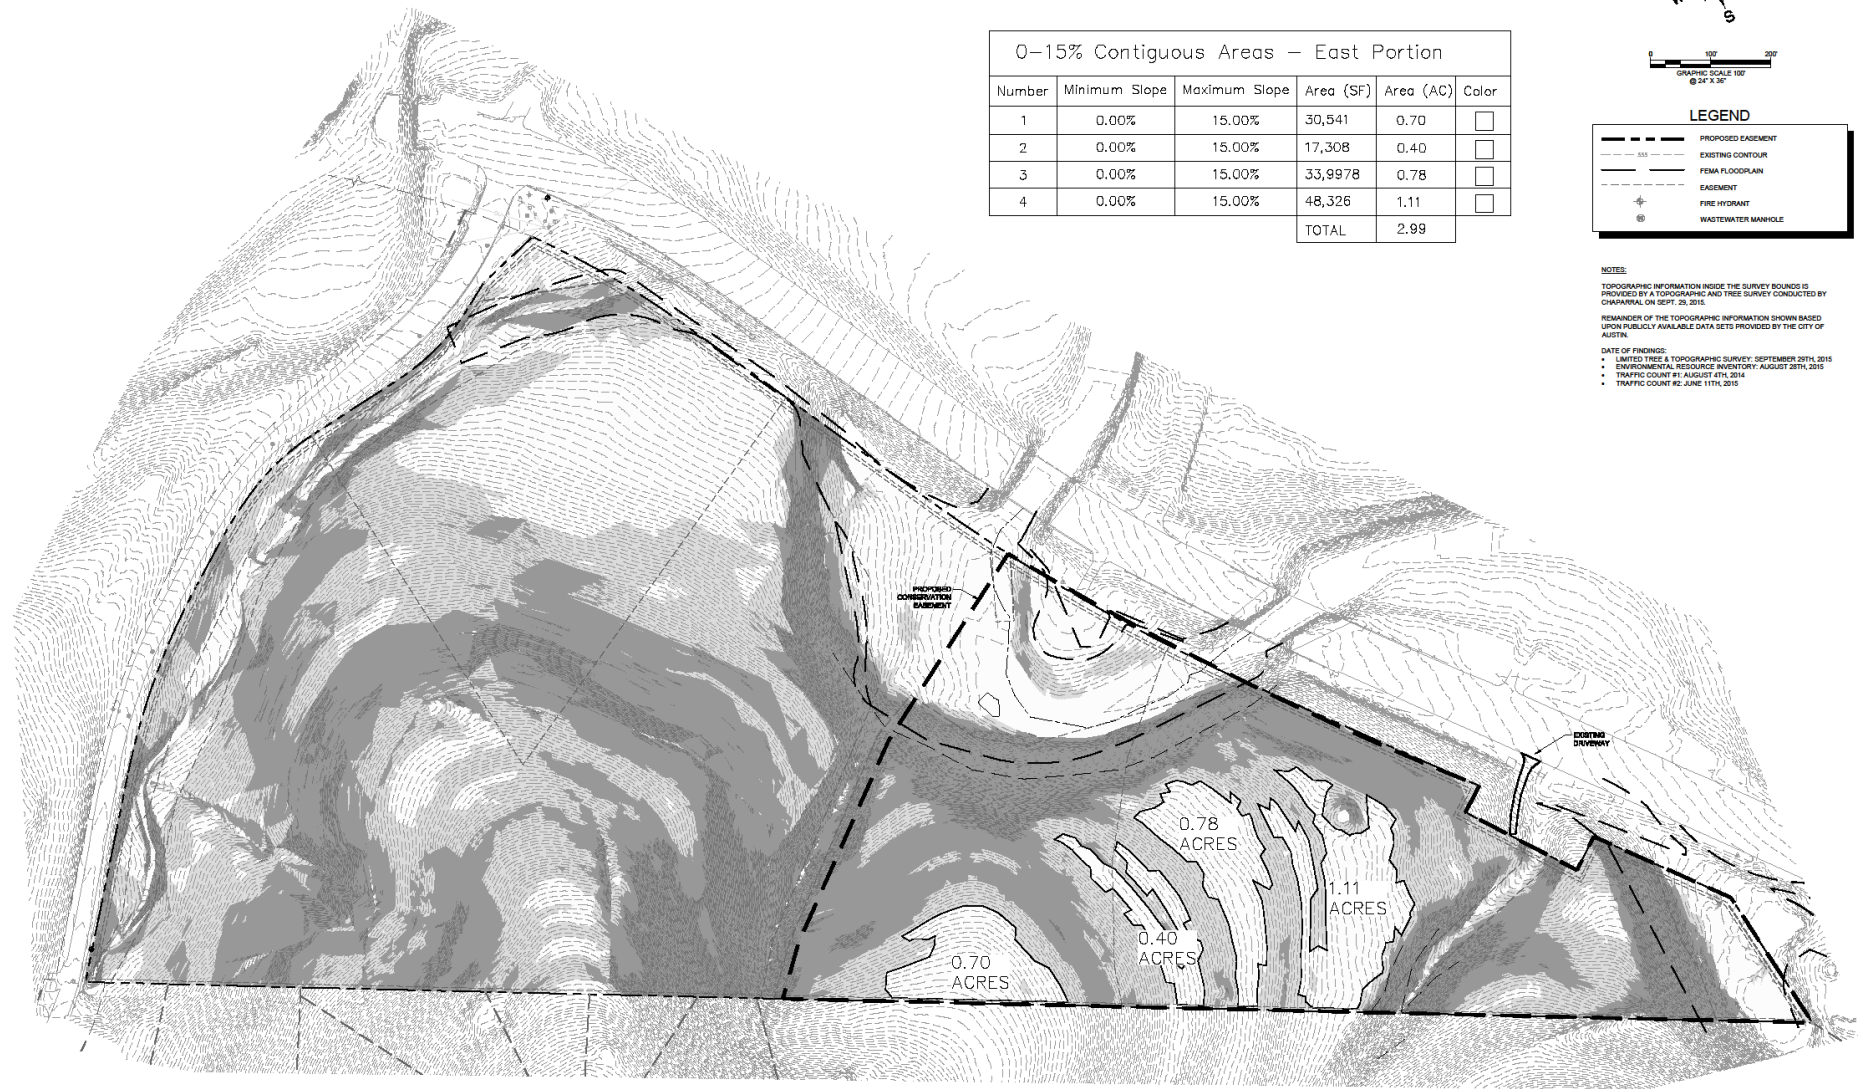 0-15% Contiguous Areas - East Portion
Number Minimum Slope Maximum Slope Area (SF) Area (AC) Color
1 0.00% 15.00% 30,541 0.70
2 0.00% 15.00% 17,308 0.40
3 0.00% 15.00% 33,9978 0.78
4 0.00% 15.00% 48,326 1.11
TOTAL 2.99
S
0 100' 200'
GRAPHIC SCALE 100'
@ 24" X 36"
LEGEND
PROPOSED EASEMENT
555 EXISTING CONTOUR
FEMA FLOODPLAIN
EASEMENT
FIRE HYDRANT
WASTEWATER MANHOLE
NOTES:
TOPOGRAPHIC INFORMATION INSIDE THE SURVEY BOUNDS IS
PROVIDED BY A TOPOGRAPHIC AND TREE SURVEY CONDUCTED BY
CHAPARRAL ON SEPT. 29, 2015.
REMAINDER OF THE TOPOGRAPHIC INFORMATION SHOWN BASED
UPON PUBLICLY AVAILABLE DATA SETS PROVIDED BY THE CITY OF
AUSTIN.
DATE OF FINDINGS:
• LIMITED TREE & TOPOGRAPHIC SURVEY: SEPTEMBER 29TH, 2015
• ENVIRONMENTAL RESOURCE INVENTORY: AUGUST 28TH, 2015
• TRAFFIC COUNT #1: AUGUST 4TH, 2014
• TRAFFIC COUNT #2: JUNE 11TH, 2015
PROPOSED
CONSERVATION
EASEMENT
EXISTING
DRIVEWAY
0.78
ACRES
1.11
ACRES
0.40
ACRES
0.70
ACRES